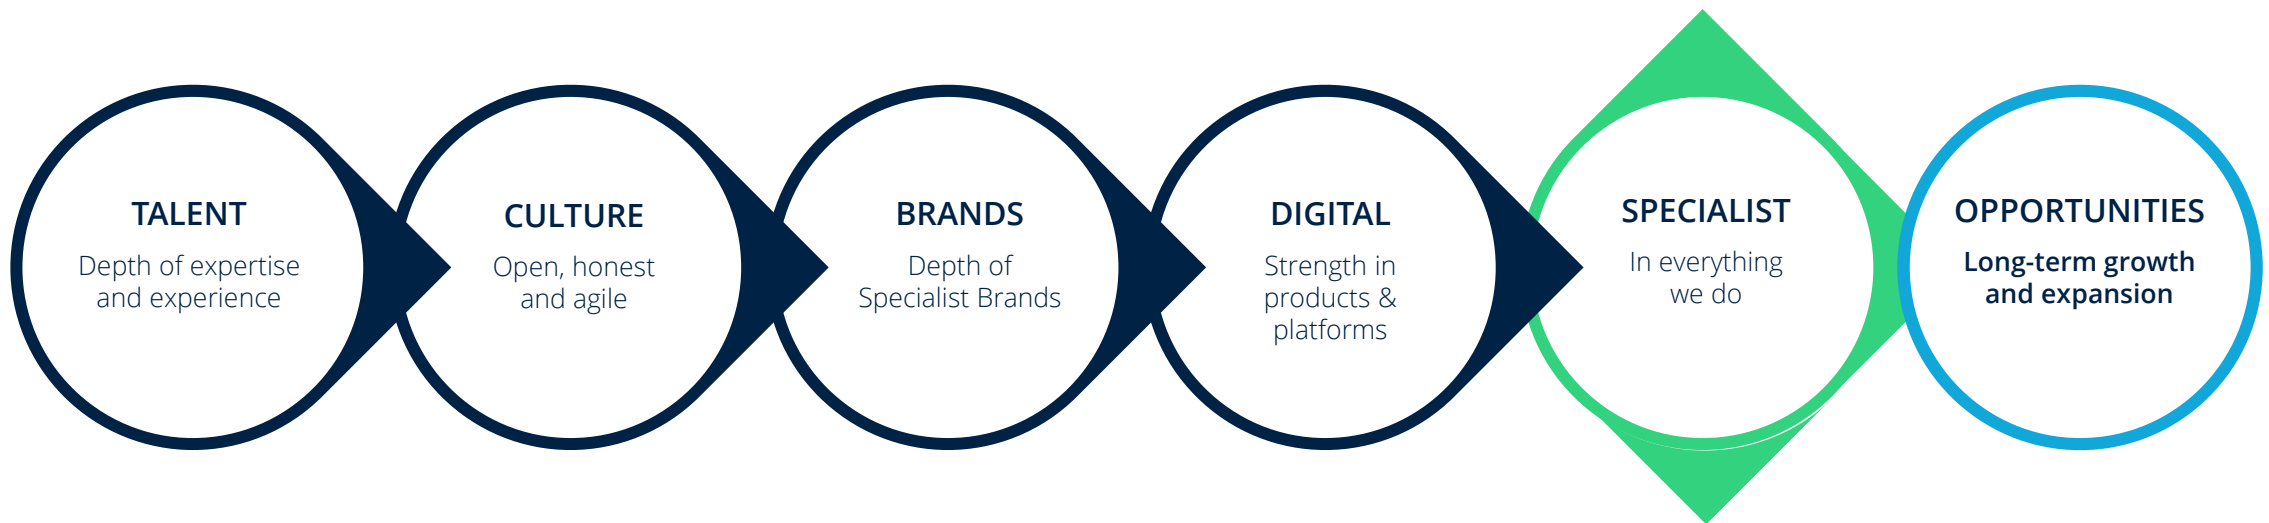 TALENT
Depth of expertise
and experience
CULTURE
Open, honest
and agile
BRANDS
Depth of
Specialist Brands
DIGITAL
Strength in
products &
platforms
SPECIALIST
In everything
we do
OPPORTUNITIES
Long-term growth
and expansion